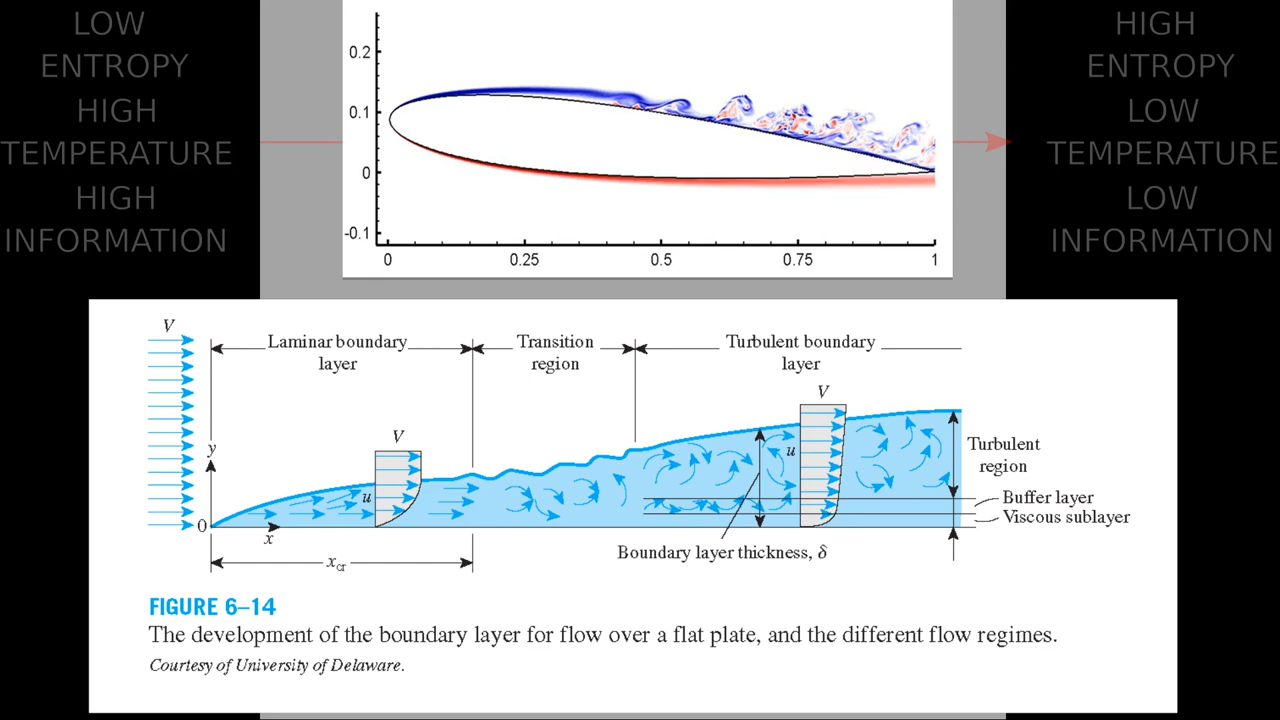 LOW
ENTROPY
HIGH
TEMPERATURE
HIGH
INFORMATION
HIGH
ENTROPY
LOW
TEMPERATURE
LOW
INFORMATION
0.2
0.1
0
-0.1
0 0.25 0.5 0.75 1
V
Laminar boundary
layer
Transition
region
Turbulent boundary
layer
V
V
y
u
u
Turbulent
region
Buffer layer
Viscous sublayer
0
x
Boundary layer thickness, δ
xcr
FIGURE 6–14
The development of the boundary layer for flow over a flat plate, and the different flow regimes.
Courtesy of University of Delaware.